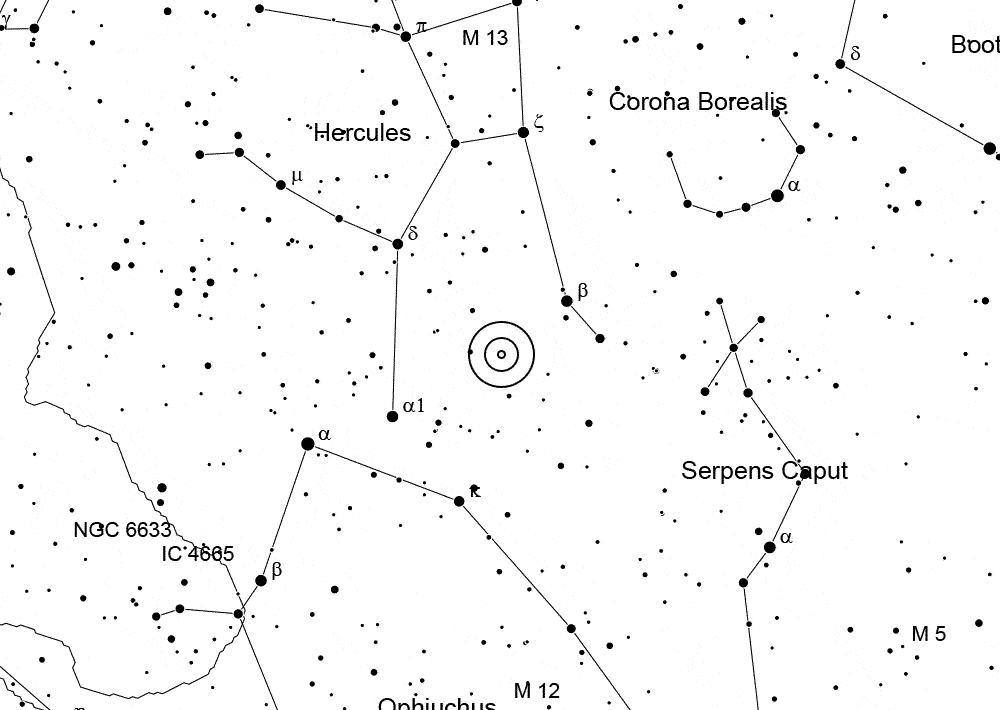 γ
π
M 13
δ
Boot
Corona Borealis
ζ
Hercules
μ
α
δ
β
α1
α
Serpens Caput
κ
NGC 6633
α
IC 4665
β
M 5
M 12
Ophiuchus